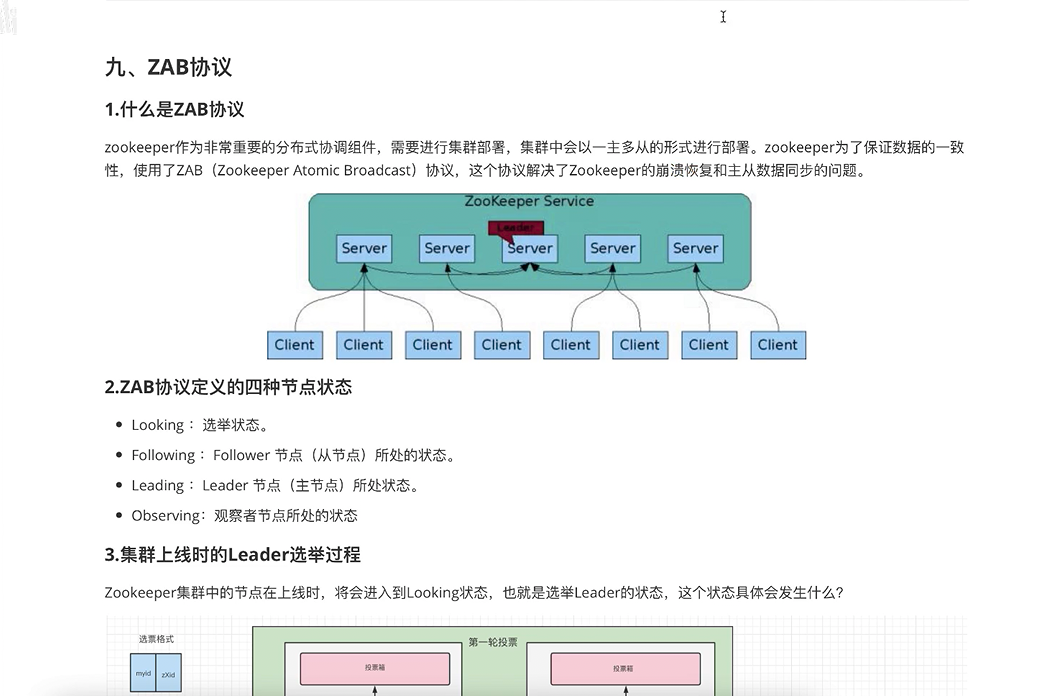 九、ZAB协议
1.什么是ZAB协议
zookeeper作为非常重要的分布式协调组件，需要进行集群部署，集群中会以一主多从的形式进行部署。zookeeper为了保证数据的一致
性，使用了ZAB（Zookeeper Atomic Broadcast）协议，这个协议解决了Zookeeper的崩溃恢复和主从数据同步的问题。
ZooKeeper Service
Leader
Server Server Server Server Server
Client Client Client Client Client Client Client Client
2.ZAB协议定义的四种节点状态
Looking ：选举状态。
Following ：Follower 节点（从节点）所处的状态。
Leading ：Leader 节点（主节点）所处状态。
Observing：观察者节点所处的状态
3.集群上线时的Leader选举过程
Zookeeper集群中的节点在上线时，将会进入到Looking状态，也就是选举Leader的状态，这个状态具体会发生什么？
选票格式 第一轮投票
myid zXid 投票箱 投票箱